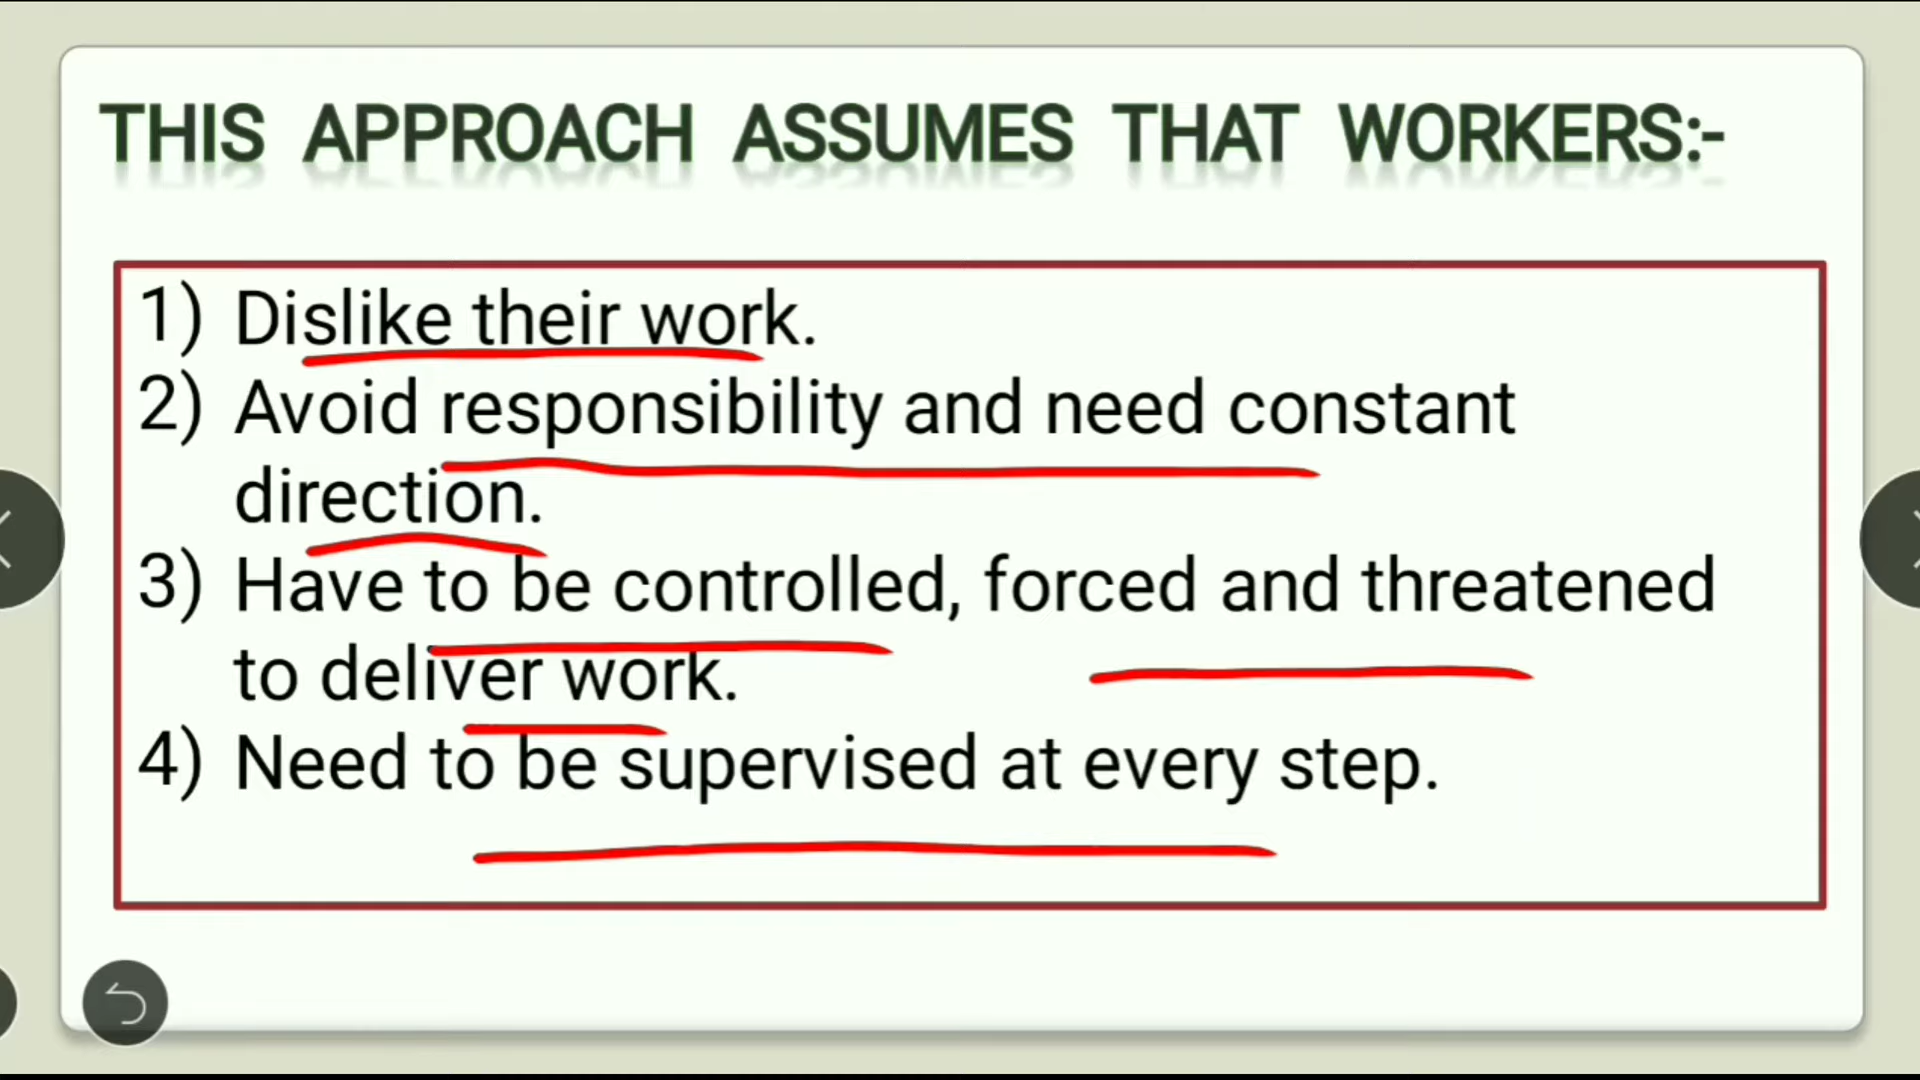 THIS APPROACH ASSUMES THAT WORKERS:-
1) Dislike their work.
2) Avoid responsibility and need constant
direction.
3) Have to be controlled, forced and threatened
to deliver work.
4) Need to be supervised at every step.